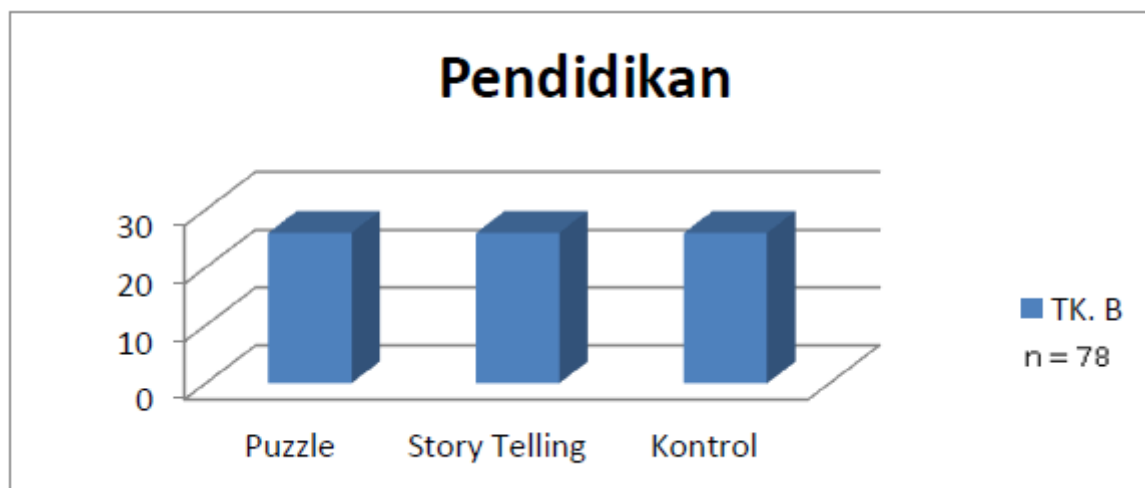 Pendidikan
30
20
10
0
Puzzle Story Telling Kontrol
TK. B
n = 78